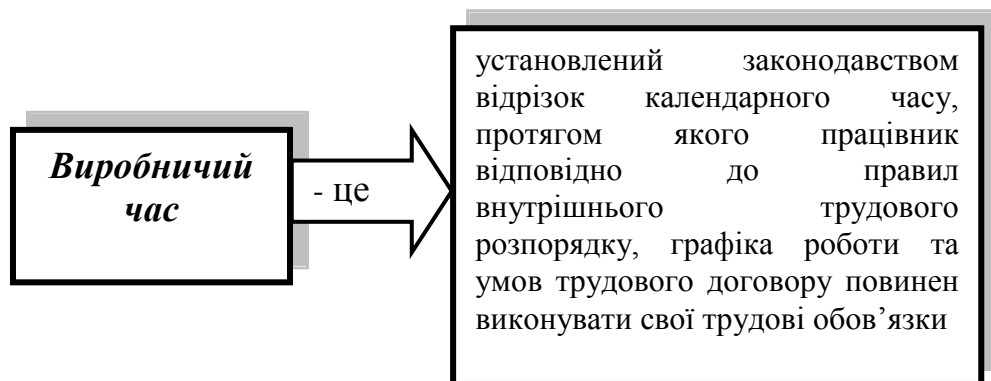 Виробничий
час
- це
установлений законодавством
відрізок календарного часу,
протягом якого працівник
відповідно до правил
внутрішнього трудового
розпорядку, графіка роботи та
умов трудового договору повинен
виконувати свої трудові обов’язки